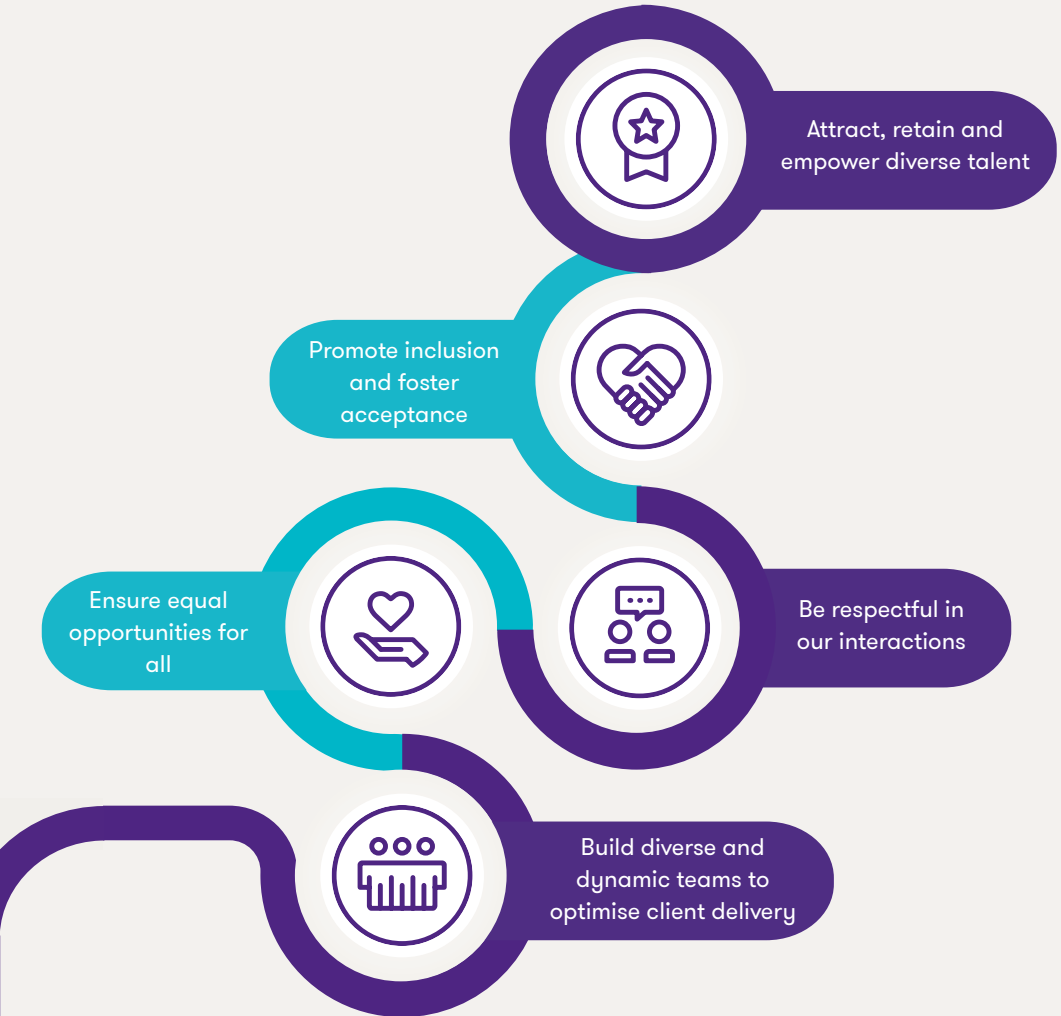 Attract, retain and
empower diverse talent
Promote inclusion
and foster
acceptance
Ensure equal
opportunities for
all
Be respectful in
our interactions
Build diverse and
dynamic teams to
optimise client delivery